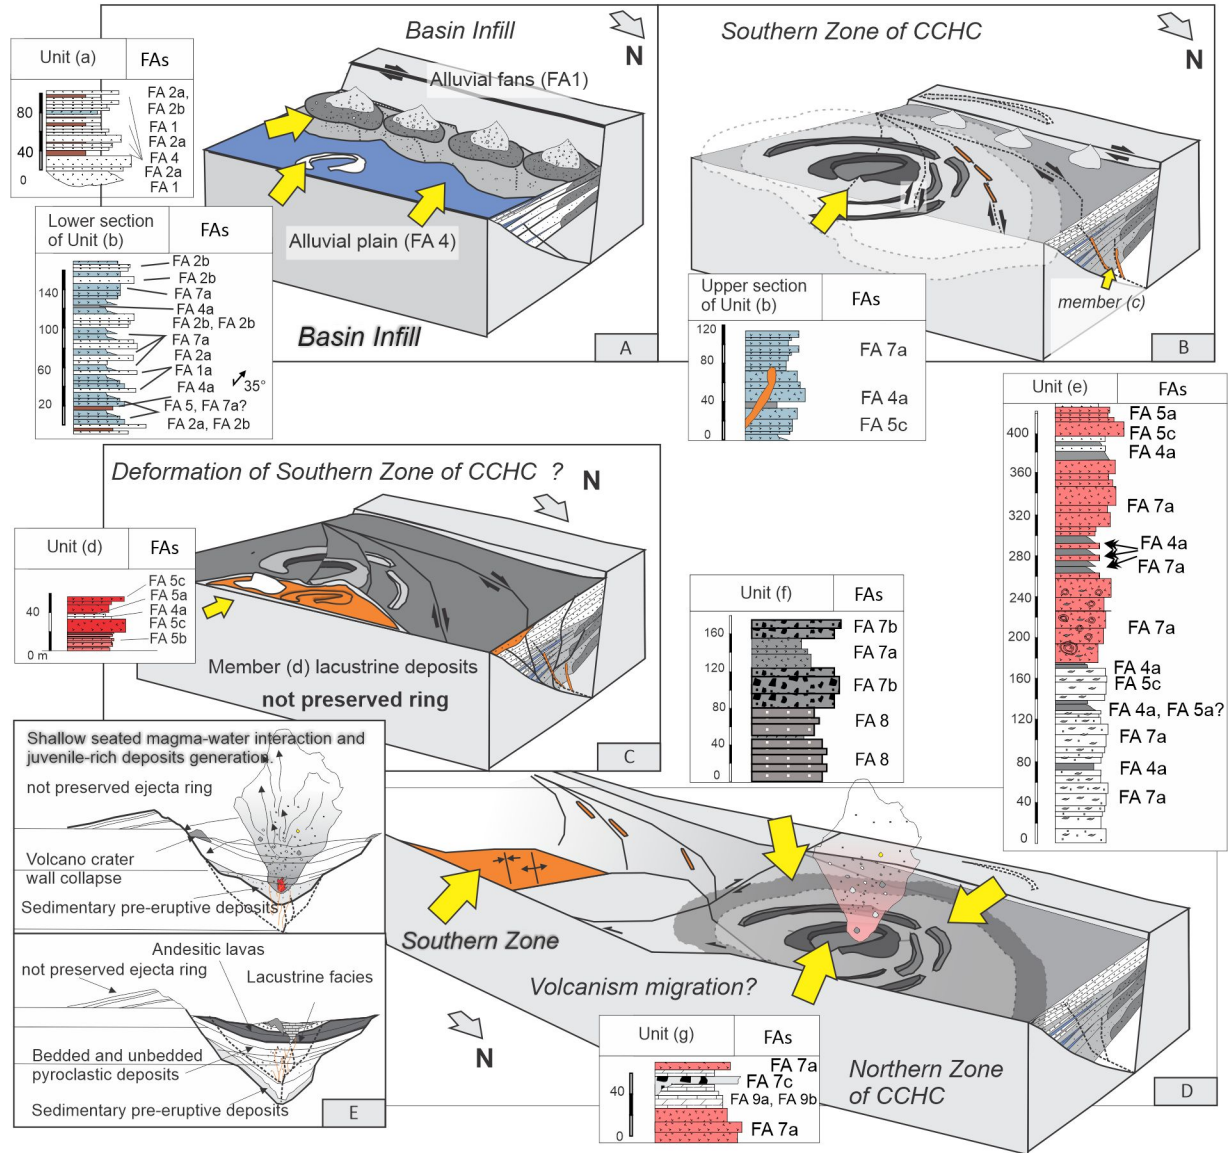 Basin Infill
N
Alluvial fans (FA1)
Alluvial plain (FA 4)
Basin Infill
A
Unit (a)
FAs
80
40
0
FA 2a,
FA 2b
FA 1
FA 2a
FA 4
FA 2a
FA 1
Lower section
of Unit (b)
FAs
140
100
60
20
FA 2b
FA 2b
FA 7a
FA 4a
FA 2b, FA 2b
FA 7a
FA 2a
FA 1a
FA 4a
35°
FA 5, FA 7a?
FA 2a, FA 2b
Southern Zone of CCHC
N
member (c)
B
Upper section
of Unit (b)
FAs
120
80
40
0
FA 7a
FA 4a
FA 5c
Deformation of Southern Zone of CCHC ?
N
Member (d) lacustrine deposits
not preserved ring
C
Unit (d)
FAs
40
0 m
FA 5c
FA 5a
FA 4a
FA 5c
FA 5b
Unit (e)
FAs
400
360
320
280
240
200
160
120
80
40
0
FA 5a
FA 5c
FA 4a
FA 7a
FA 4a
FA 7a
FA 7a
FA 4a
FA 5c
FA 4a, FA 5a?
FA 7a
FA 4a
FA 7a
Unit (f)
FAs
160
120
80
40
0
FA 7b
FA 7a
FA 7b
FA 8
FA 8
Shallow seated magma-water interaction and
juvenile-rich deposits generation.
not preserved ejecta ring
Volcano crater
wall collapse
Sedimentary pre-eruptive deposits
Andesitic lavas
not preserved ejecta ring
Lacustrine facies
Bedded and unbedded
pyroclastic deposits
Sedimentary pre-eruptive deposits
E
Southern Zone
Volcanism migration?
N
Northern Zone
of CCHC
D
Unit (g)
FAs
40
0
FA 7a
FA 7c
FA 9a, FA 9b
FA 7a